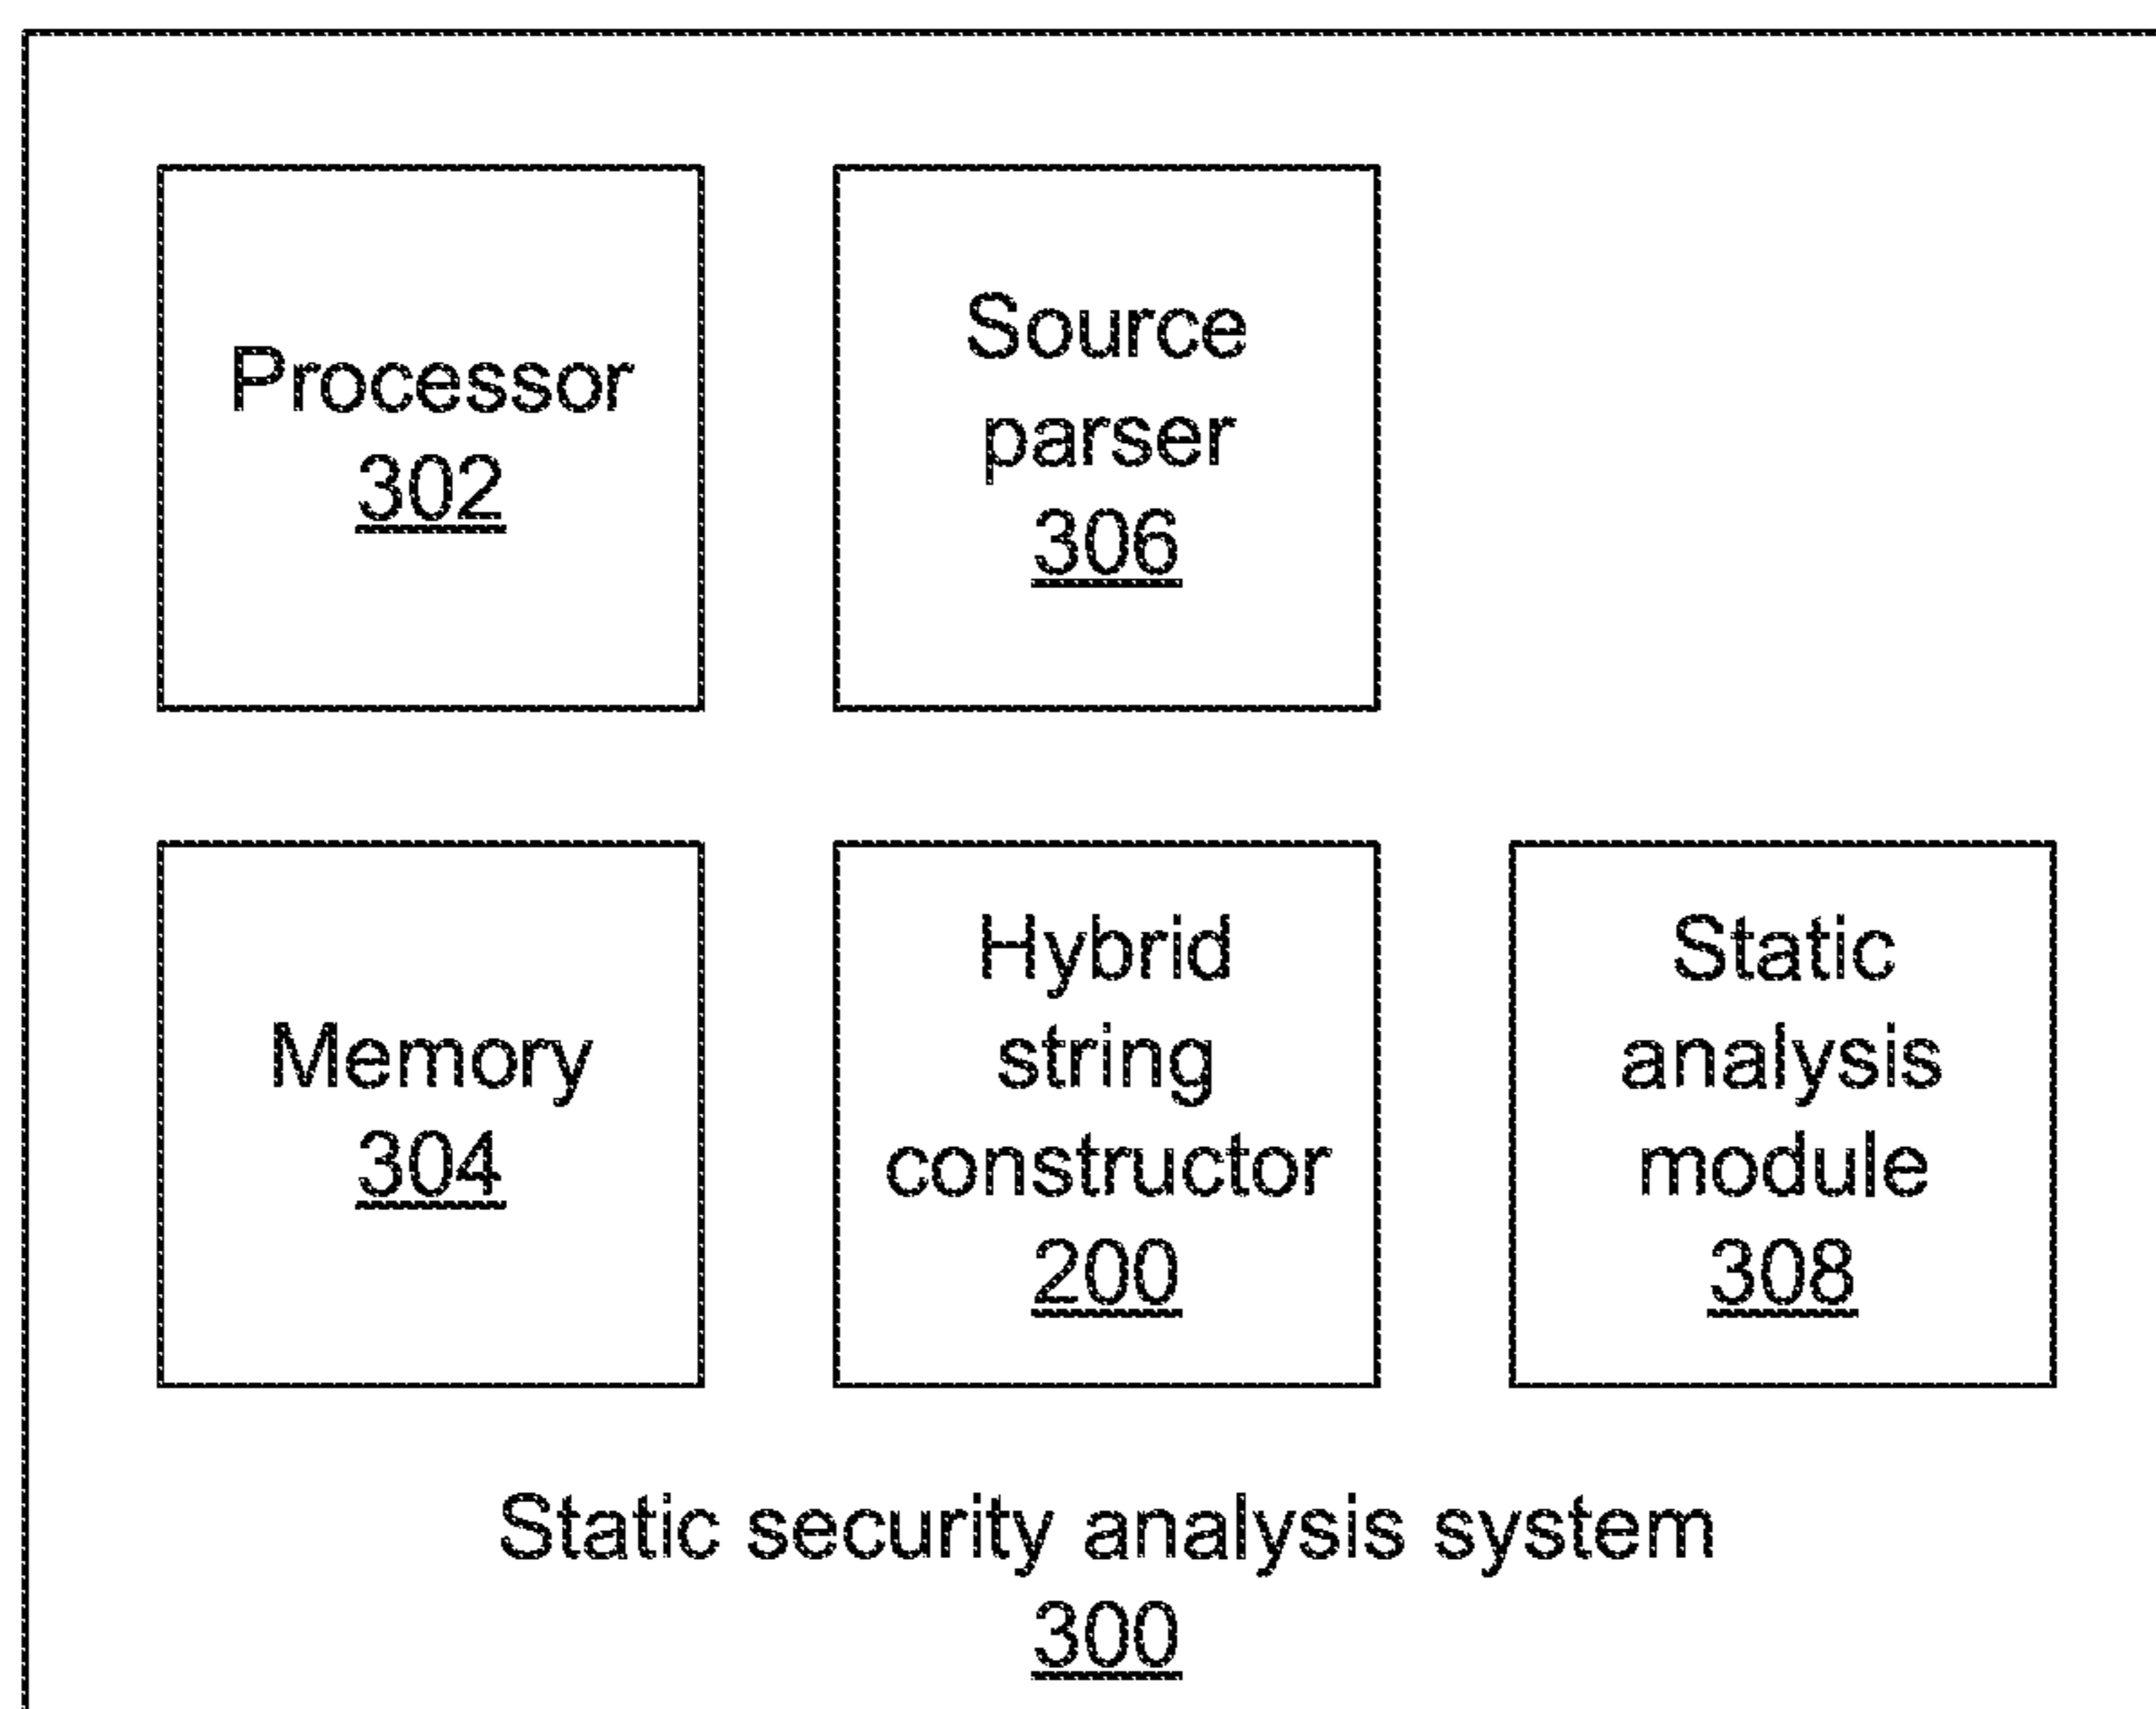 Processor
302
Source
parser
306
Memory
304
Hybrid
string
constructor
200
Static
analysis
module
308
Static security analysis system
300